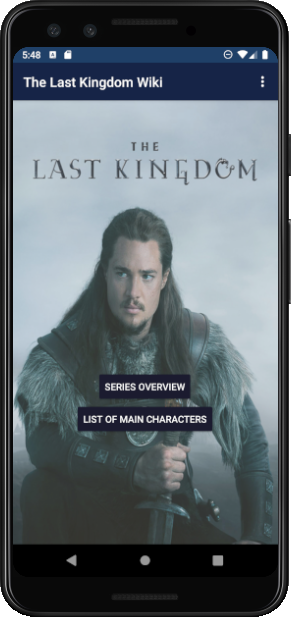 5:48
The Last Kingdom Wiki
THE
LAST KINGDOM
SERIES OVERVIEW
LIST OF MAIN CHARACTERS